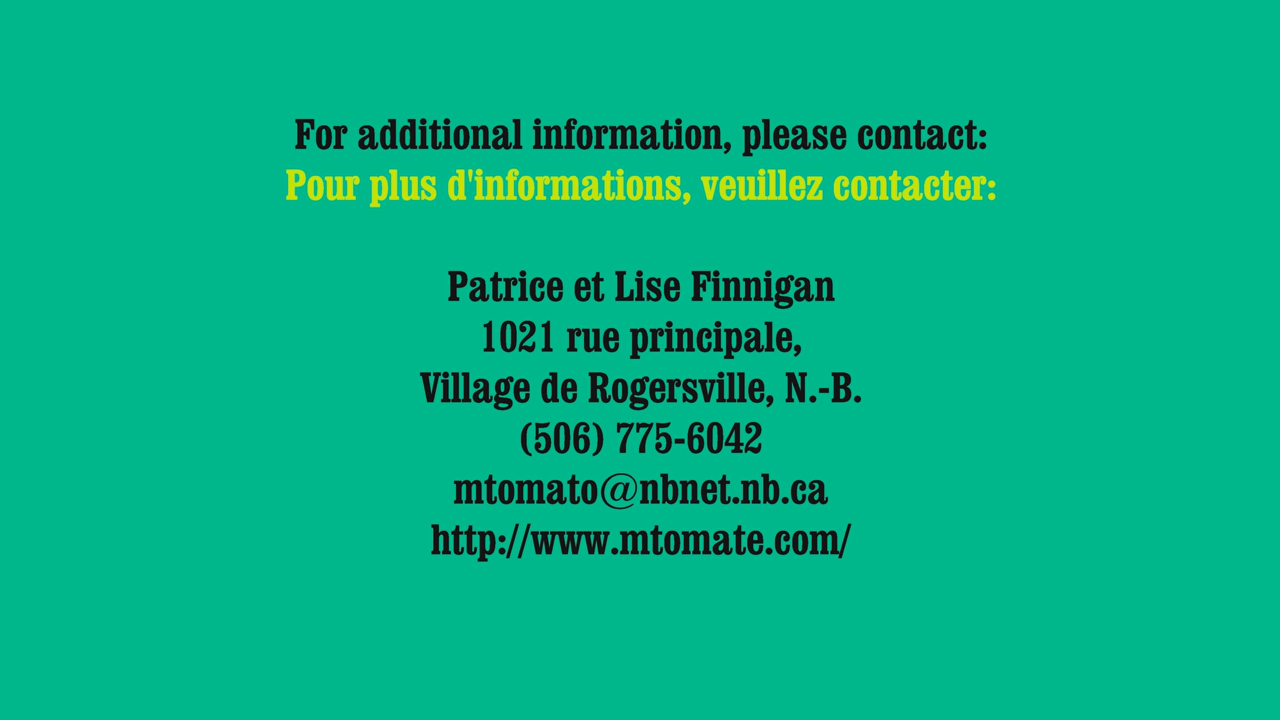 For additional information, please contact:
Pour plus d'informations, veuillez contacter:
Patrice et Lise Finnigan
1021 rue principale,
Village de Rogersville, N.-B.
(506) 775-6042
mtomato@nbnet.nb.ca
http://www.mtomate.com/